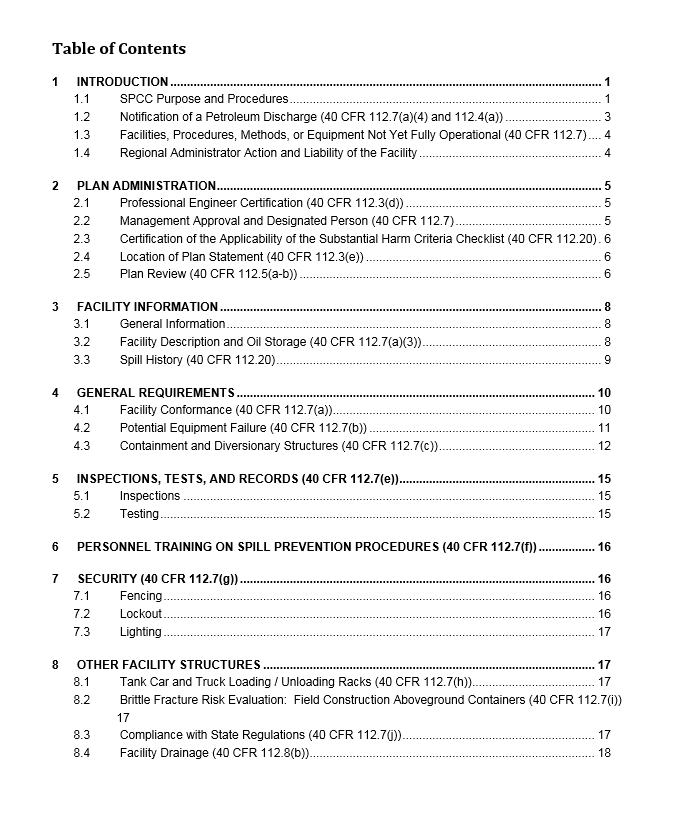 Table of Contents
1 INTRODUCTION 1
1.1 SPCC Purpose and Procedures 1
1.2 Notification of a Petroleum Discharge (40 CFR 112.7(a)(4) and 112.4(a)) 3
1.3 Facilities, Procedures, Methods, or Equipment Not Yet Fully Operational (40 CFR 112.7) 4
1.4 Regional Administrator Action and Liability of the Facility 4
2 PLAN ADMINISTRATION 5
2.1 Professional Engineer Certification (40 CFR 112.3(d)) 5
2.2 Management Approval and Designated Person (40 CFR 112.7) 5
2.3 Certification of the Applicability of the Substantial Harm Criteria Checklist (40 CFR 112.20) 6
2.4 Location of Plan Statement (40 CFR 112.3(e)) 6
2.5 Plan Review (40 CFR 112.5(a-b)) 6
3 FACILITY INFORMATION 8
3.1 General Information 8
3.2 Facility Description and Oil Storage (40 CFR 112.7(a)(3)) 8
3.3 Spill History (40 CFR 112.20) 9
4 GENERAL REQUIREMENTS 10
4.1 Facility Conformance (40 CFR 112.7(a)) 10
4.2 Potential Equipment Failure (40 CFR 112.7(b)) 11
4.3 Containment and Diversionary Structures (40 CFR 112.7(c)) 12
5 INSPECTIONS, TESTS, AND RECORDS (40 CFR 112.7(e)) 15
5.1 Inspections 15
5.2 Testing 15
6 PERSONNEL TRAINING ON SPILL PREVENTION PROCEDURES (40 CFR 112.7(f)) 16
7 SECURITY (40 CFR 112.7(g)) 16
7.1 Fencing 16
7.2 Lockout 16
7.3 Lighting 17
8 OTHER FACILITY STRUCTURES 17
8.1 Tank Car and Truck Loading / Unloading Racks (40 CFR 112.7(h)) 17
8.2 Brittle Fracture Risk Evaluation: Field Construction Aboveground Containers (40 CFR 112.7(i))
17
8.3 Compliance with State Regulations (40 CFR 112.7(j)) 17
8.4 Facility Drainage (40 CFR 112.8(b)) 18